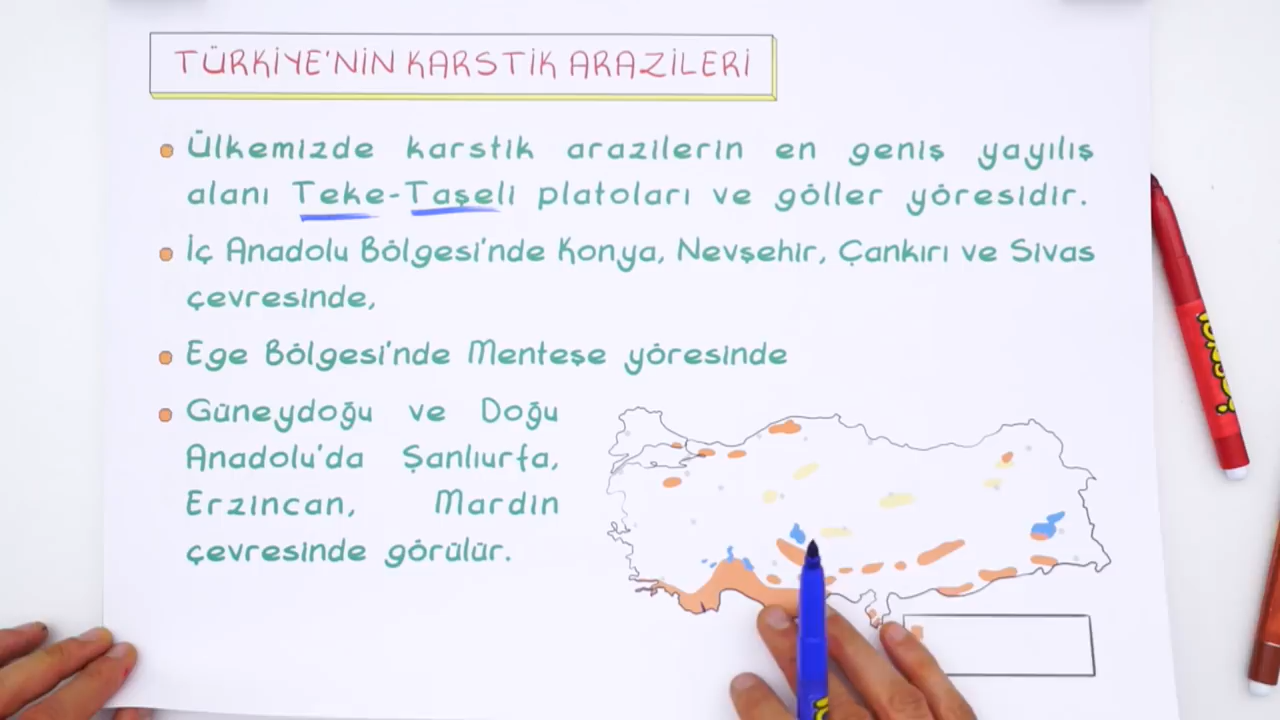 TÜRKİYE'NİN KARSTİK ARAZİLERİ
Ülkemizde karstik arazilerin en geniş yayılış
alanı Teke-Taşeli platoları ve göller yöresidir.
İç Anadolu Bölgesi'nde Konya, Nevşehir, Çankırı ve Sivas
çevresinde,
Ege Bölgesi'nde Menteşe yöresinde
Güneydoğu ve Doğu
Anadolu'da Şanlıurfa,
Erzincan, Mardin
çevresinde görülür.